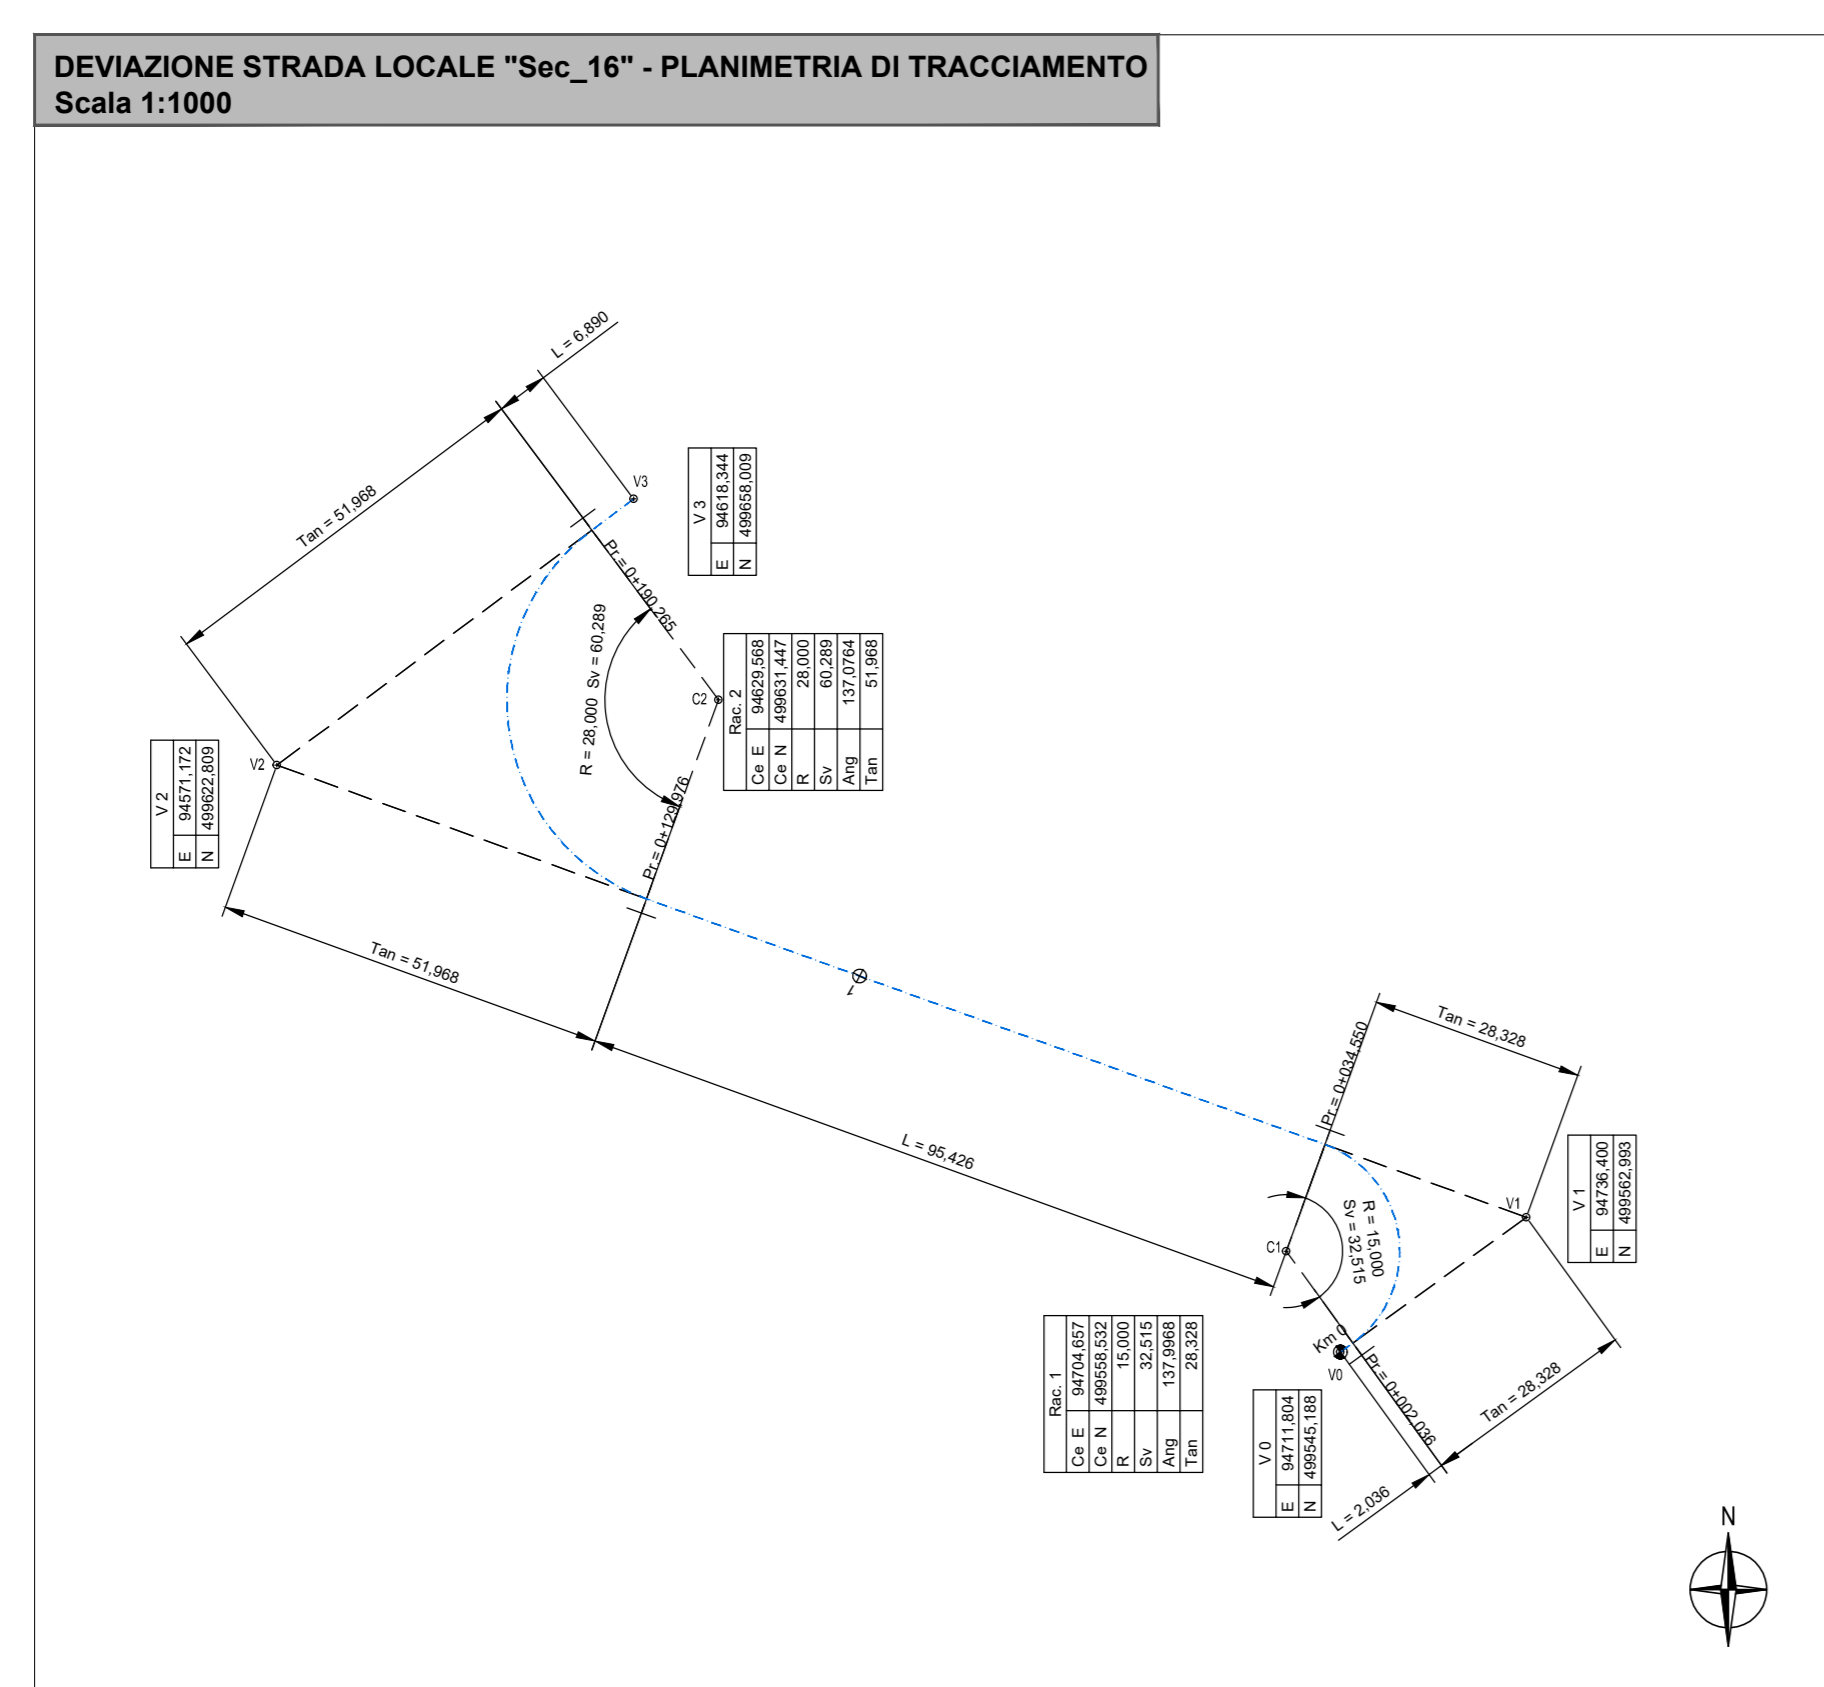 DEVIAZIONE STRADA LOCALE "Sec_16" - PLANIMETRIA DI TRACCIAMENTO
Scala 1:1000
L = 6,890
Tan = 51,968
V3
V 3
E 94618,344
N 499658,009
Pr.= 0+190,265
R = 28,000 Sv = 60,289
C2
Rac. 2
Ce E 94629,568
Ce N 499631,447
R 28,000
Sv 60,289
Ang 137,0764
Tan 51,968
V2
V 2
E 94571,172
N 499622,809
Pr.= 0+129,976
Tan = 51,968
1
L = 95,426
Tan = 28,328
Pr.= 0+034,550
V1
V 1
E 94736,400
N 499562,993
R = 15,000
Sv = 32,515
C1
Km 0
V0
Pr.= 0+002,036
Tan = 28,328
L = 2,036
Rac. 1
Ce E 94704,657
Ce N 499558,532
R 15,000
Sv 32,515
Ang 137,9968
Tan 28,328
V 0
E 94711,804
N 499545,188
N